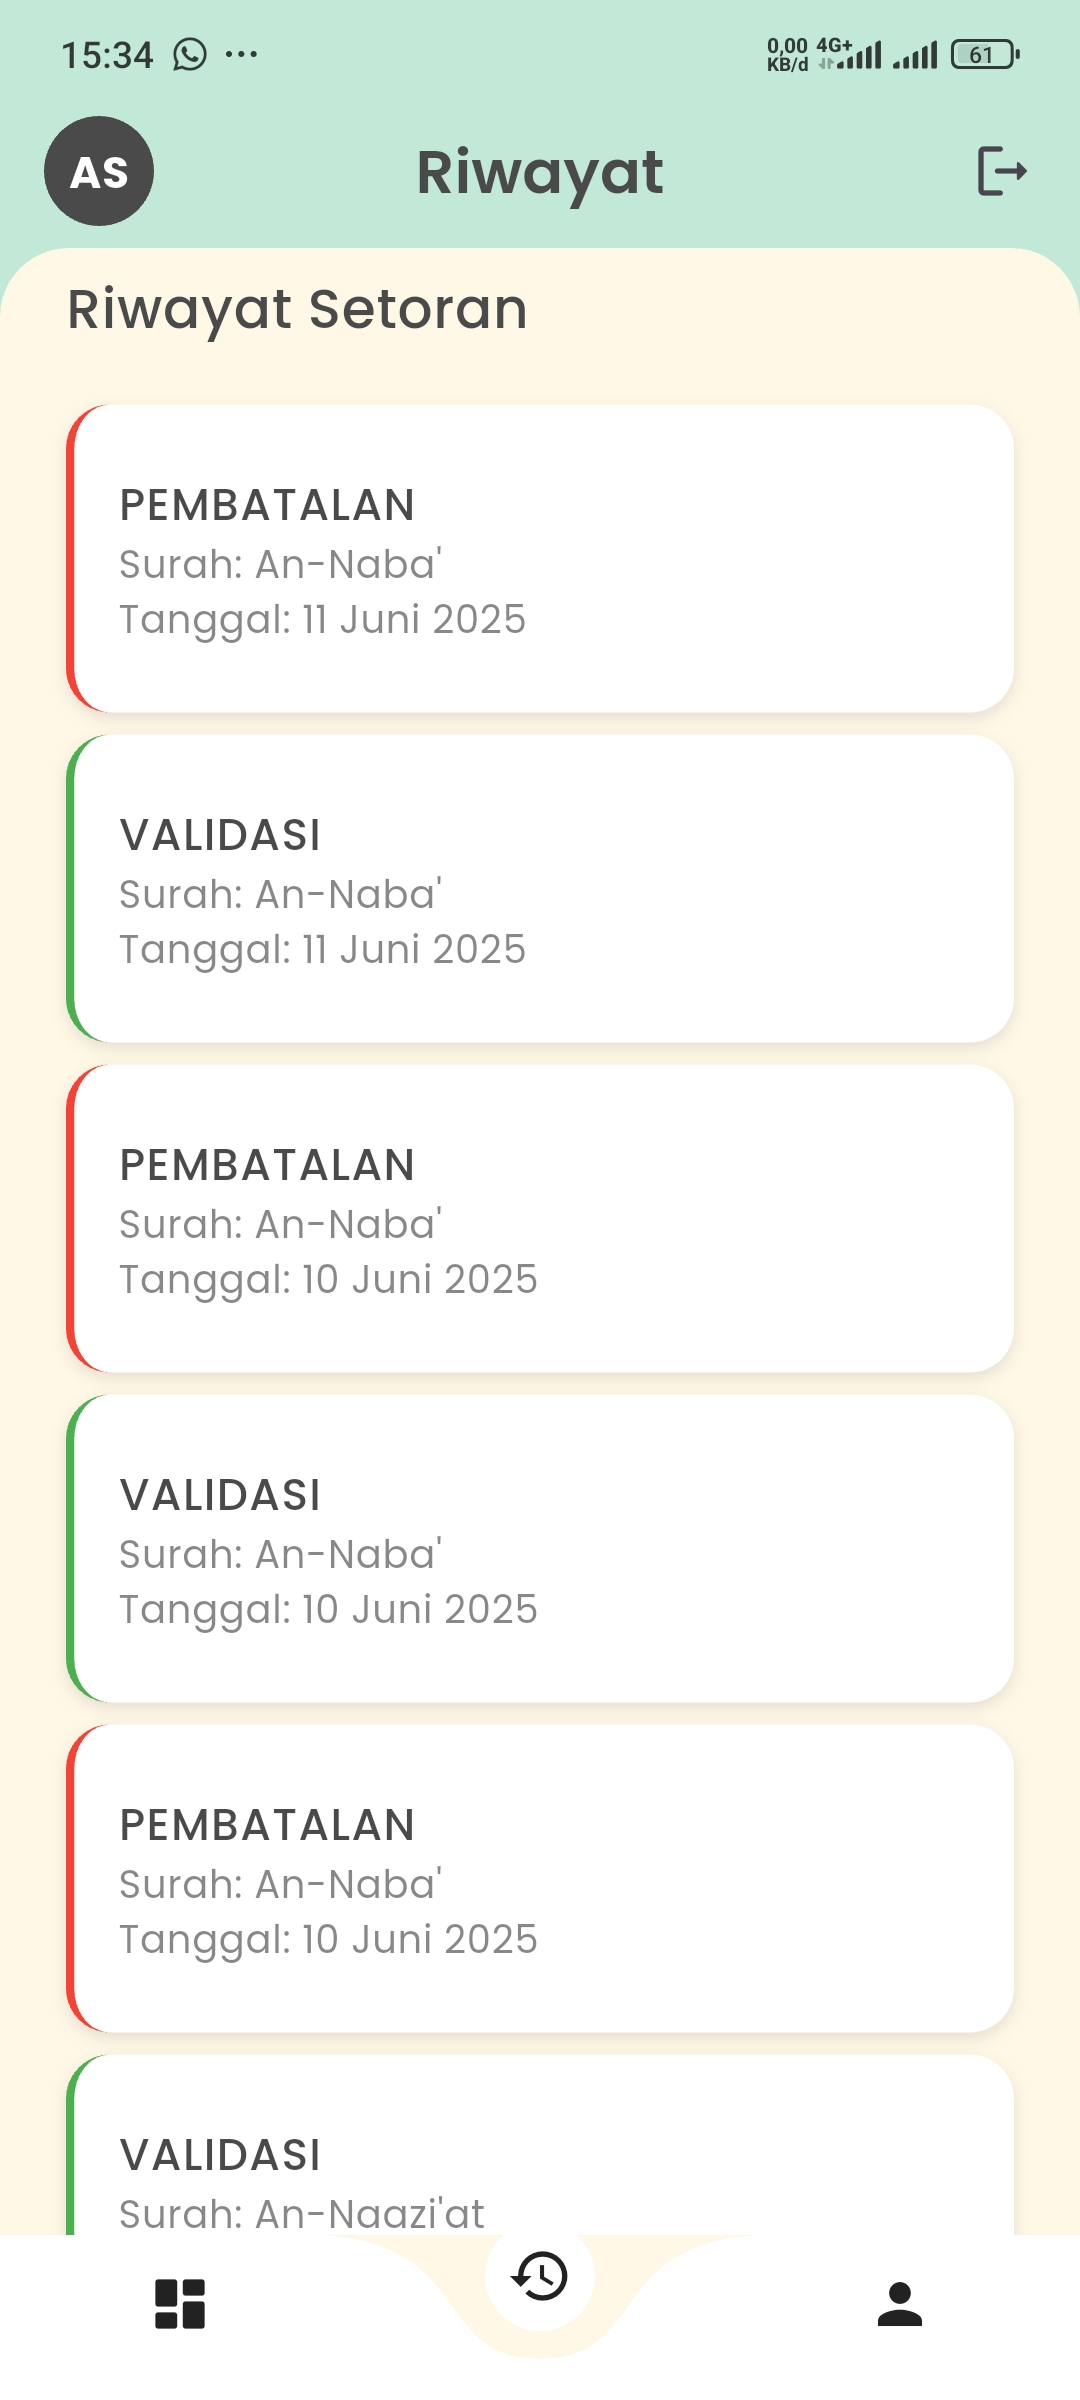 15:34 ...
0,00 KB/d 4G+ 61
AS
Riwayat
Riwayat Setoran
PEMBATALAN
Surah: An-Naba'
Tanggal: 11 Juni 2025
VALIDASI
Surah: An-Naba'
Tanggal: 11 Juni 2025
PEMBATALAN
Surah: An-Naba'
Tanggal: 10 Juni 2025
VALIDASI
Surah: An-Naba'
Tanggal: 10 Juni 2025
PEMBATALAN
Surah: An-Naba'
Tanggal: 10 Juni 2025
VALIDASI
Surah: An-Naazi'at